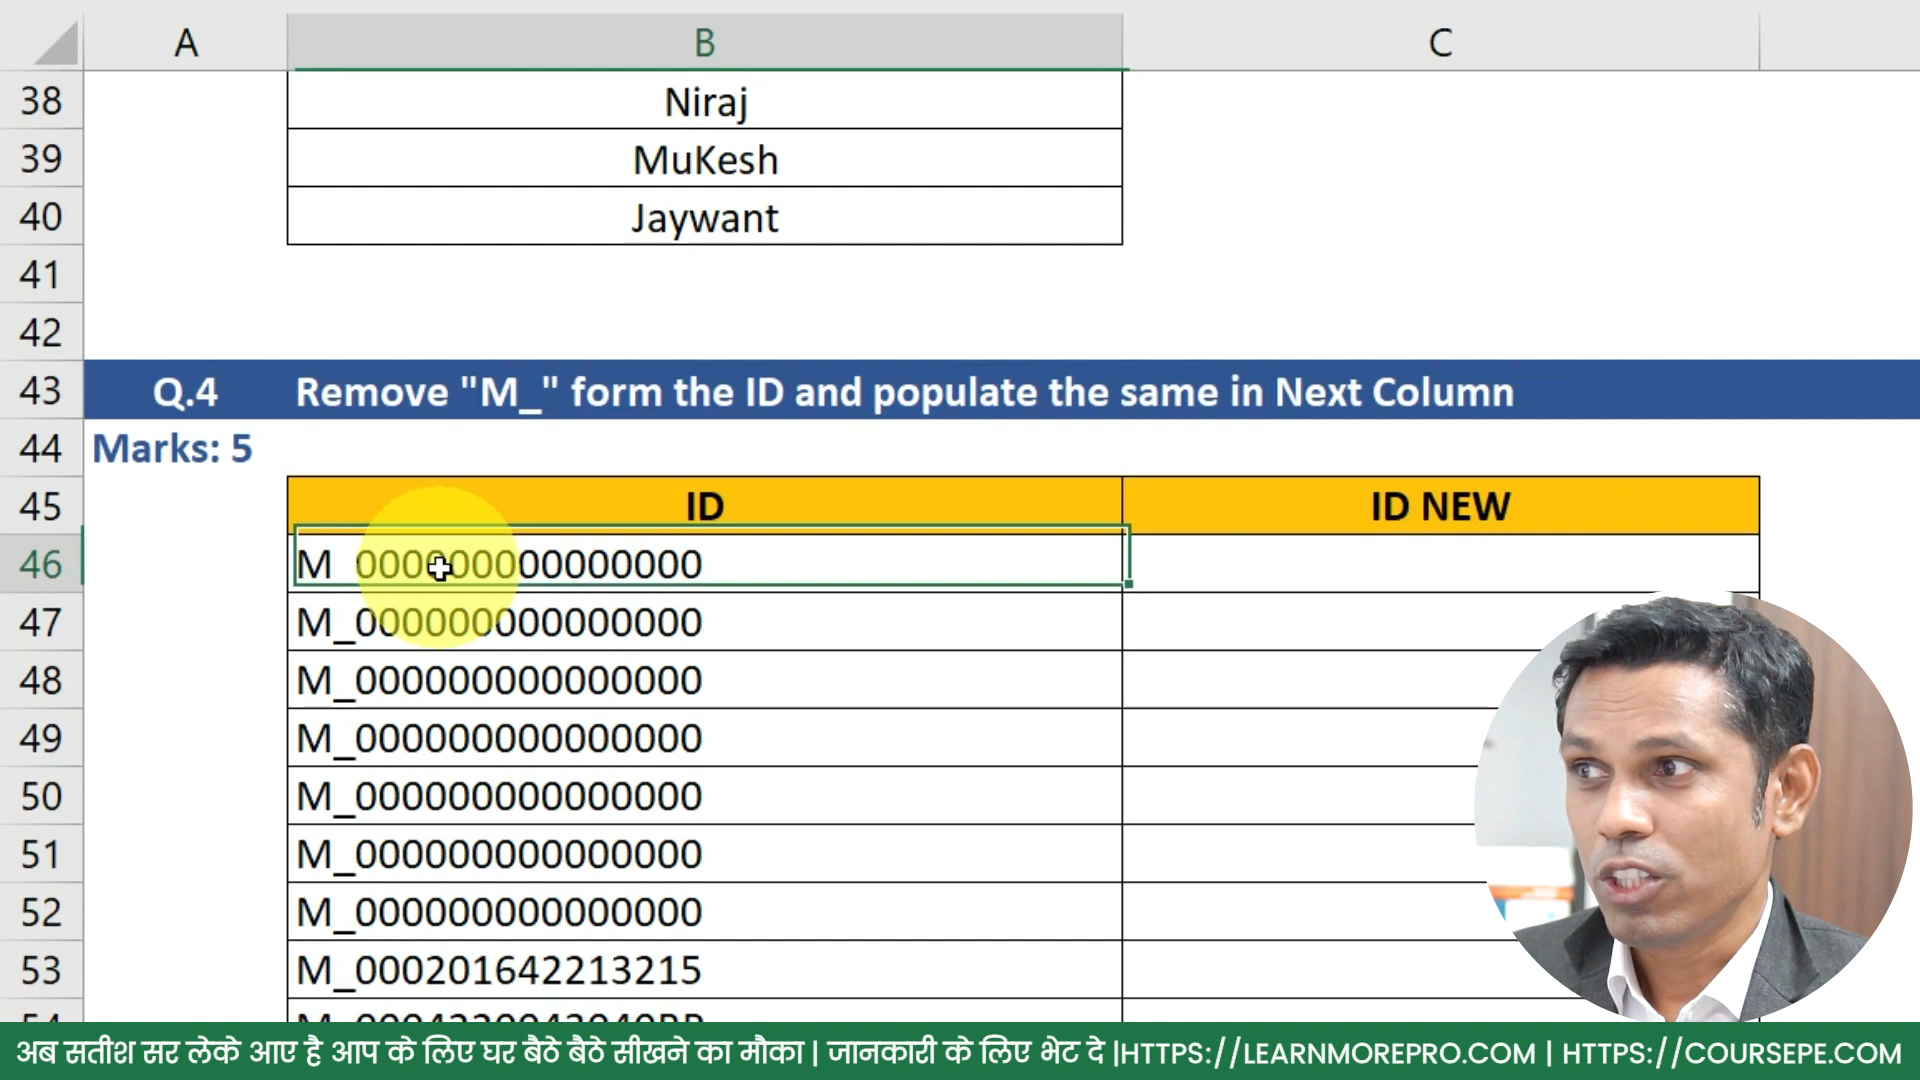 A B C
38 Niraj
39 MuKesh
40 Jaywant
41
42
43 Q.4 Remove "M_" form the ID and populate the same in Next Column
44 Marks: 5
45 ID ID NEW
46 M_000000000000000
47 M_000000000000000
48 M_000000000000000
49 M_000000000000000
50 M_000000000000000
51 M_000000000000000
52 M_000000000000000
53 M_000201642213215
अब सतीश सर लेके आए है आप के लिए घर बैठे बैठे सीखने का मौका | जानकारी के लिए भेट दे |HTTPS://LEARNMOREPRO.COM | HTTPS://COURSEPE.COM